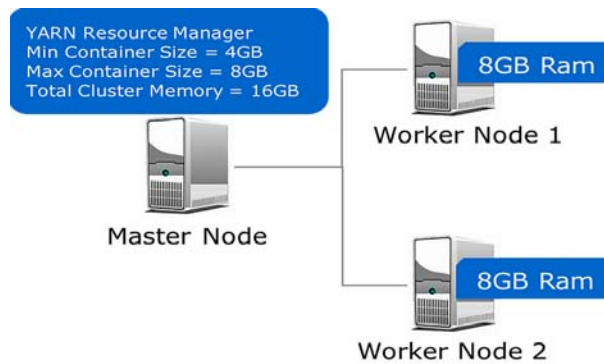 YARN Resource Manager
Min Container Size = 4GB
Max Container Size = 8GB
Total Cluster Memory = 16GB
Master Node
8GB Ram
Worker Node 1
8GB Ram
Worker Node 2